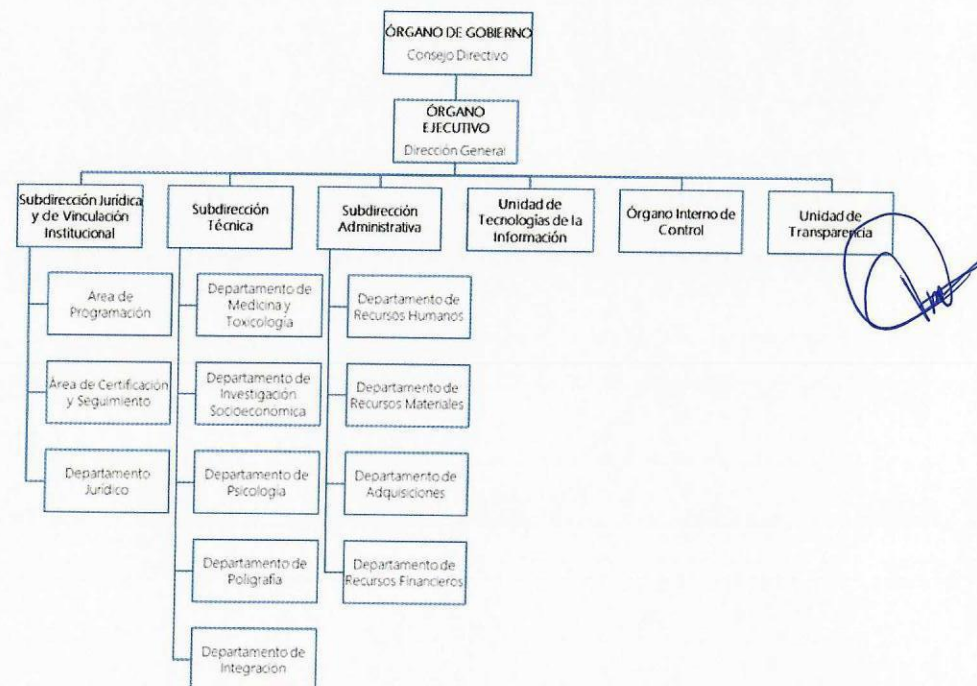 ÓRGANO DE GOBIERNO
Consejo Directivo
ÓRGANO
EJECUTIVO
Dirección General
Subdirección Jurídica
y de Vinculación
Institucional
Subdirección
Técnica
Subdirección
Administrativa
Unidad de
Tecnologías de la
Información
Órgano Interno de
Control
Unidad de
Transparencia
Área de
Programación
Área de Certificación
y Seguimiento
Departamento
Jurídico
Departamento de
Medicina y
Toxicología
Departamento de
Investigación
Socioeconomica
Departamento de
Psicología
Departamento de
Poligrafía
Departamento de
Integración
Departamento de
Recursos Humanos
Departamento de
Recursos Materiales
Departamento de
Adquisiciones
Departamento de
Recursos Financieros